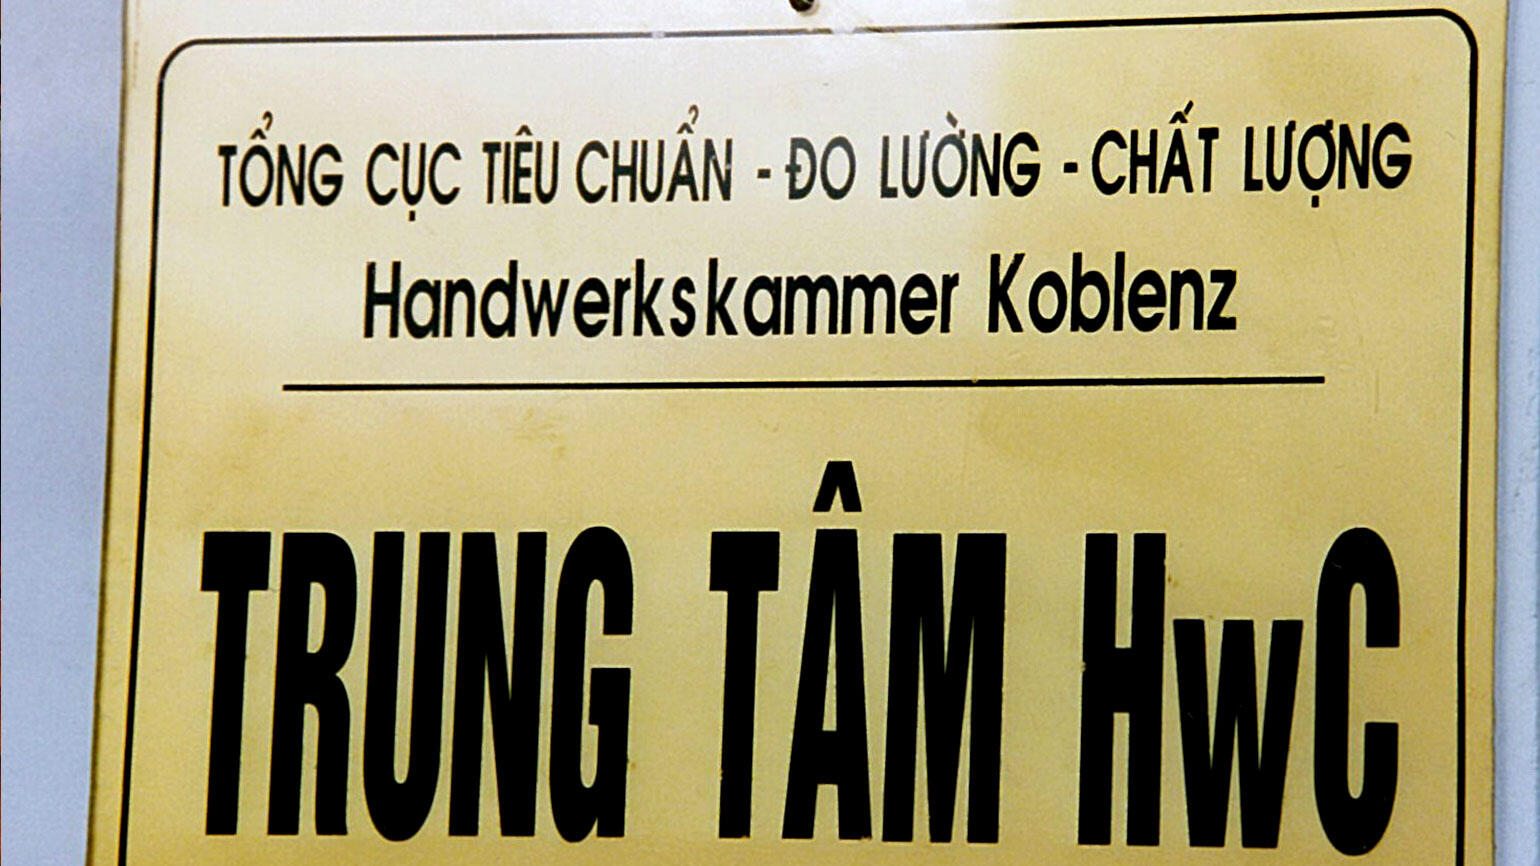 TỔNG CỤC TIÊU CHUẨN - ĐO LƯỜNG - CHẤT LƯỢNG
Handwerkskammer Koblenz
TRUNG TÂM HwC